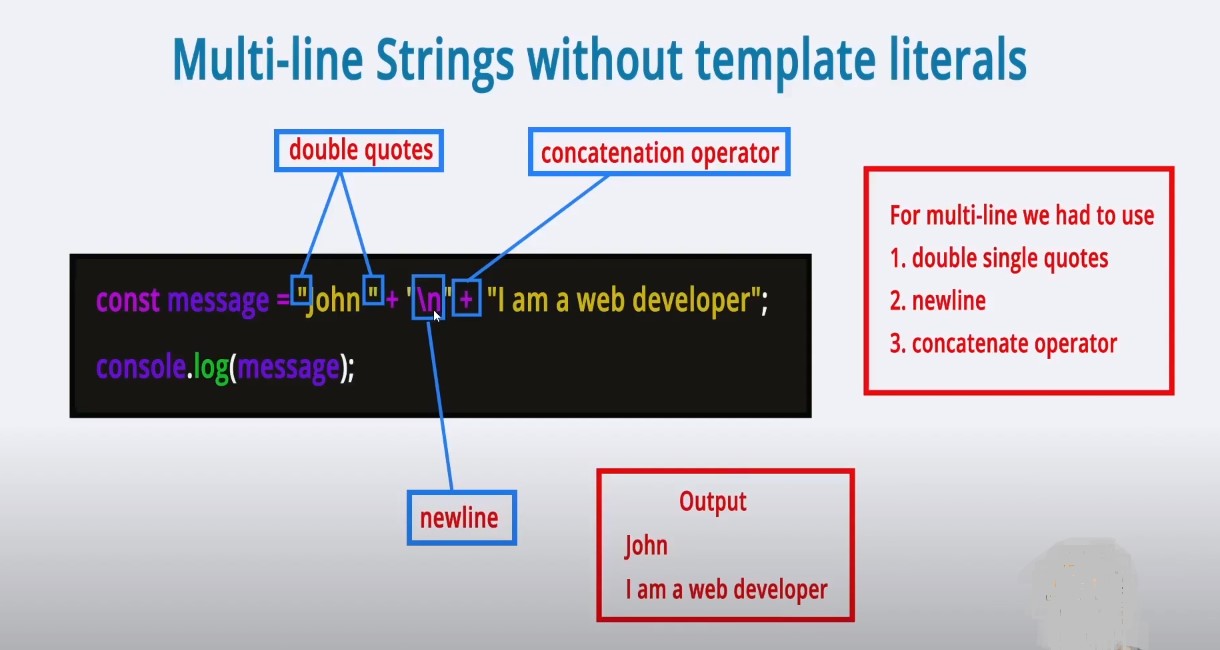 Multi-line Strings without template literals
double quotes
concatenation operator
const message = "John " + "\n" + "I am a web developer";
console.log(message);
newline
For multi-line we had to use
1. double single quotes
2. newline
3. concatenate operator
Output
John
I am a web developer